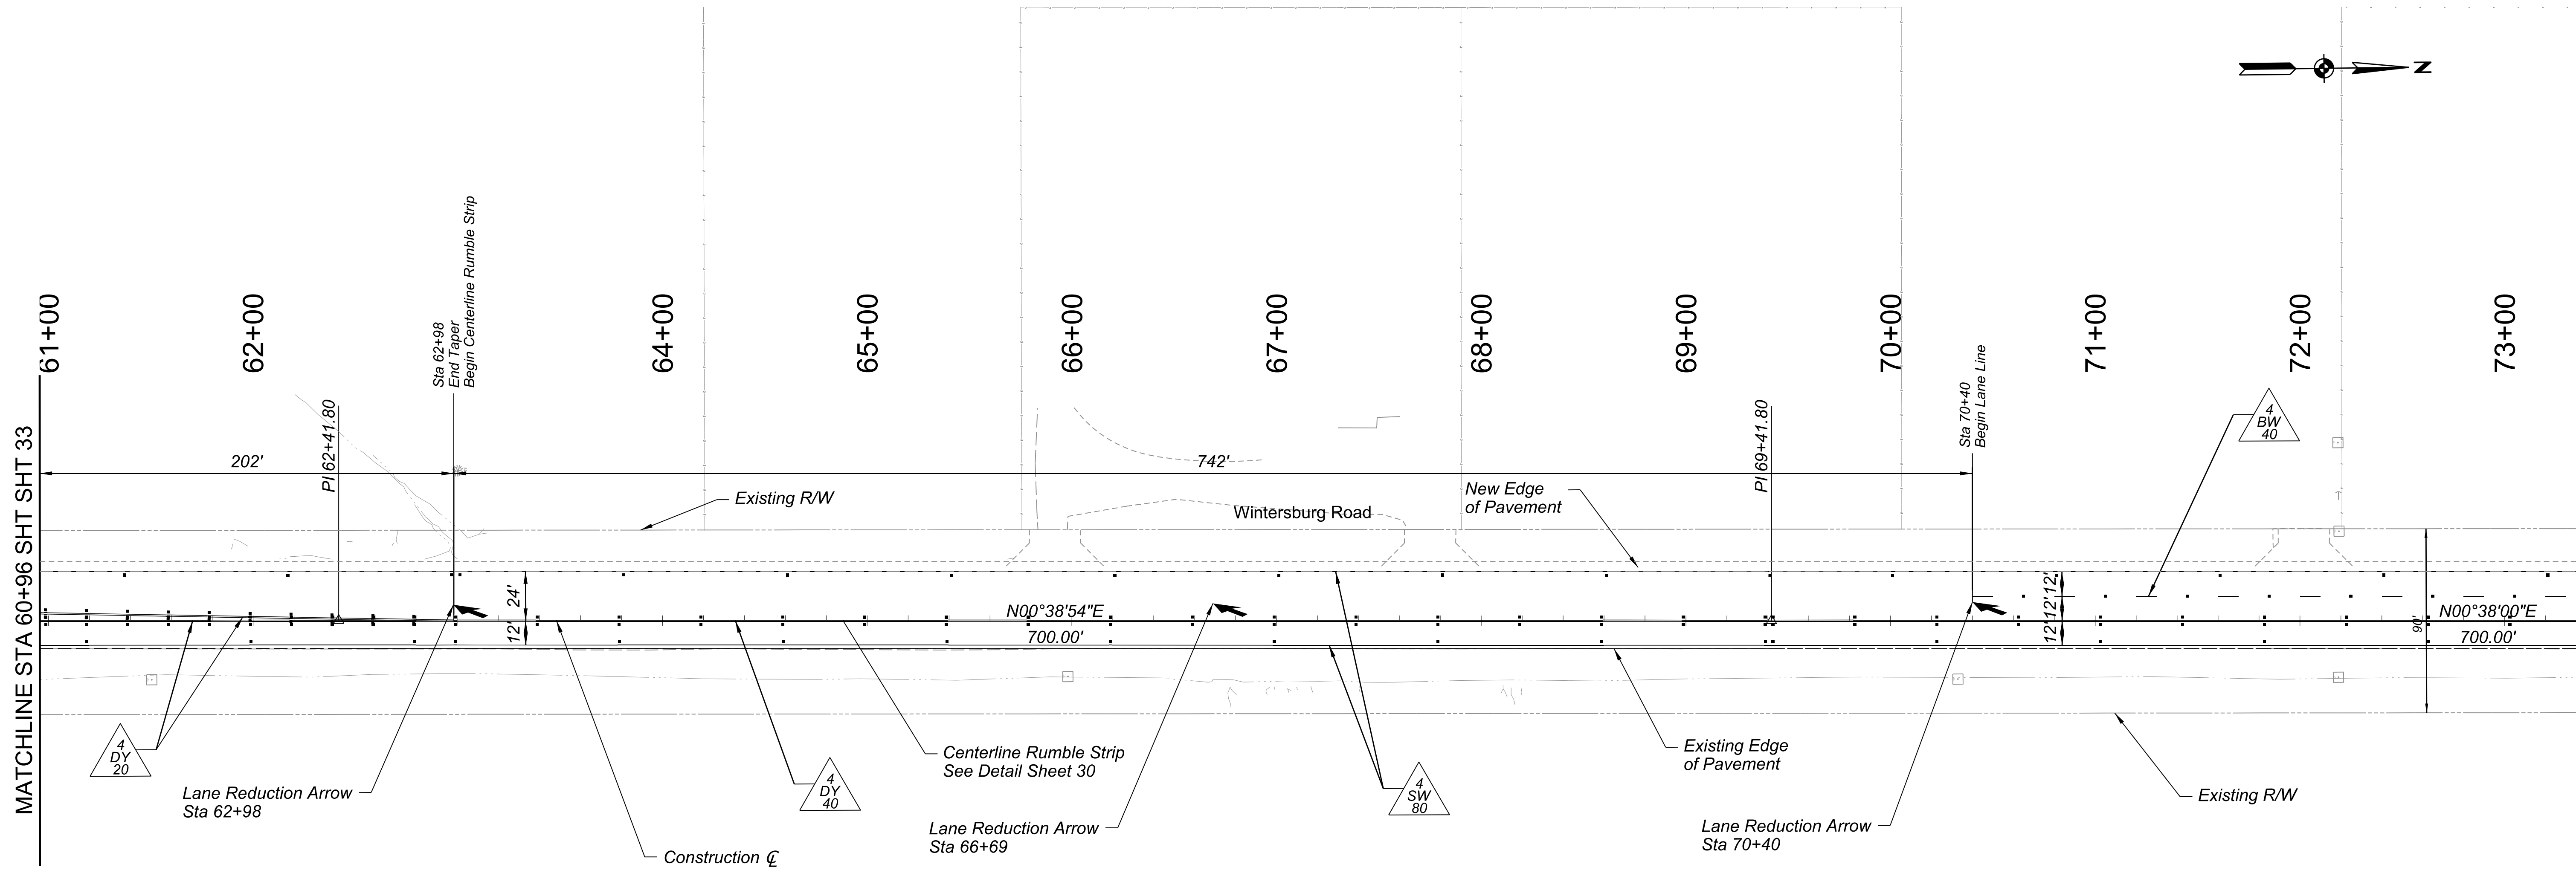 N
61+00
62+00
Sta 62+98
End Taper
Begin Centerline Rumble Strip
64+00
65+00
66+00
67+00
68+00
69+00
70+00
Sta 70+40
Begin Lane Line
71+00
72+00
73+00
MATCHLINE STA 60+96 SHT SHT 33
202'
PI 62+41.80
742'
PI 69+41.80
4
BW
40
Existing R/W
Wintersburg Road
New Edge
of Pavement
24'
12'
N00°38'54"E
700.00'
12'
12'
12'
90'
N00°38'00"E
700.00'
4
DY
20
Lane Reduction Arrow
Sta 62+98
Construction ℄
4
DY
40
Centerline Rumble Strip
See Detail Sheet 30
Lane Reduction Arrow
Sta 66+69
4
SW
80
Existing Edge
of Pavement
Lane Reduction Arrow
Sta 70+40
Existing R/W